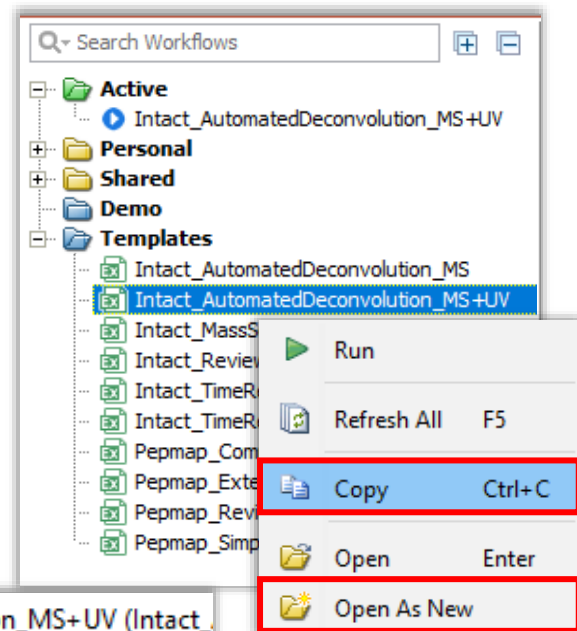 Search Workflows
Active
Intact_AutomatedDeconvolution_MS+UV
Personal
Shared
Demo
Templates
Intact_AutomatedDeconvolution_MS
Intact_AutomatedDeconvolution_MS+UV
Intact_MassS
Intact_Review
Intact_TimeR
Intact_TimeR
Pepmap_Com
Pepmap_Exte
Pepmap_Revi
Pepmap_Simp
Run
Refresh All F5
Copy Ctrl+C
Open Enter
Open As New
on_MS+UV (Intact_